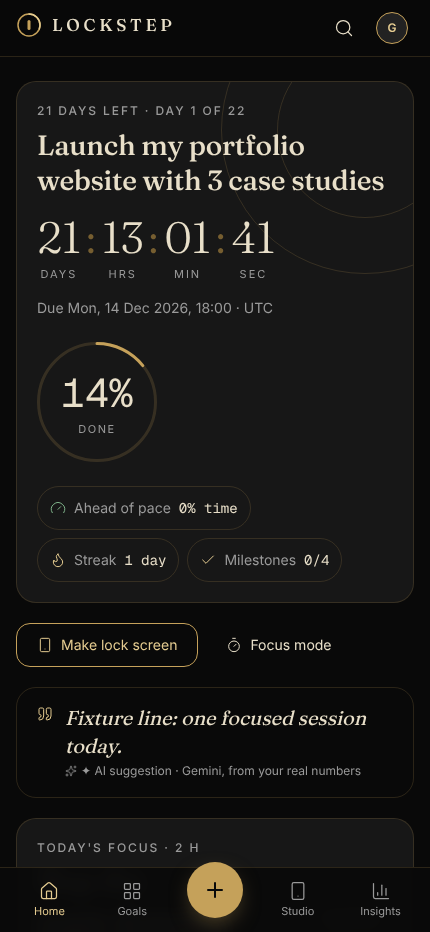 LOCKSTEP
G
21 DAYS LEFT · DAY 1 OF 22
Launch my portfolio
website with 3 case studies
21 : 13 : 01 : 41
DAYS HRS MIN SEC
Due Mon, 14 Dec 2026, 18:00 · UTC
14%
DONE
Ahead of pace 0% time
Streak 1 day
Milestones 0/4
Make lock screen
Focus mode
Fixture line: one focused session
today.
✦ AI suggestion · Gemini, from your real numbers
TODAY'S FOCUS · 2 H
Home
Goals
Studio
Insights